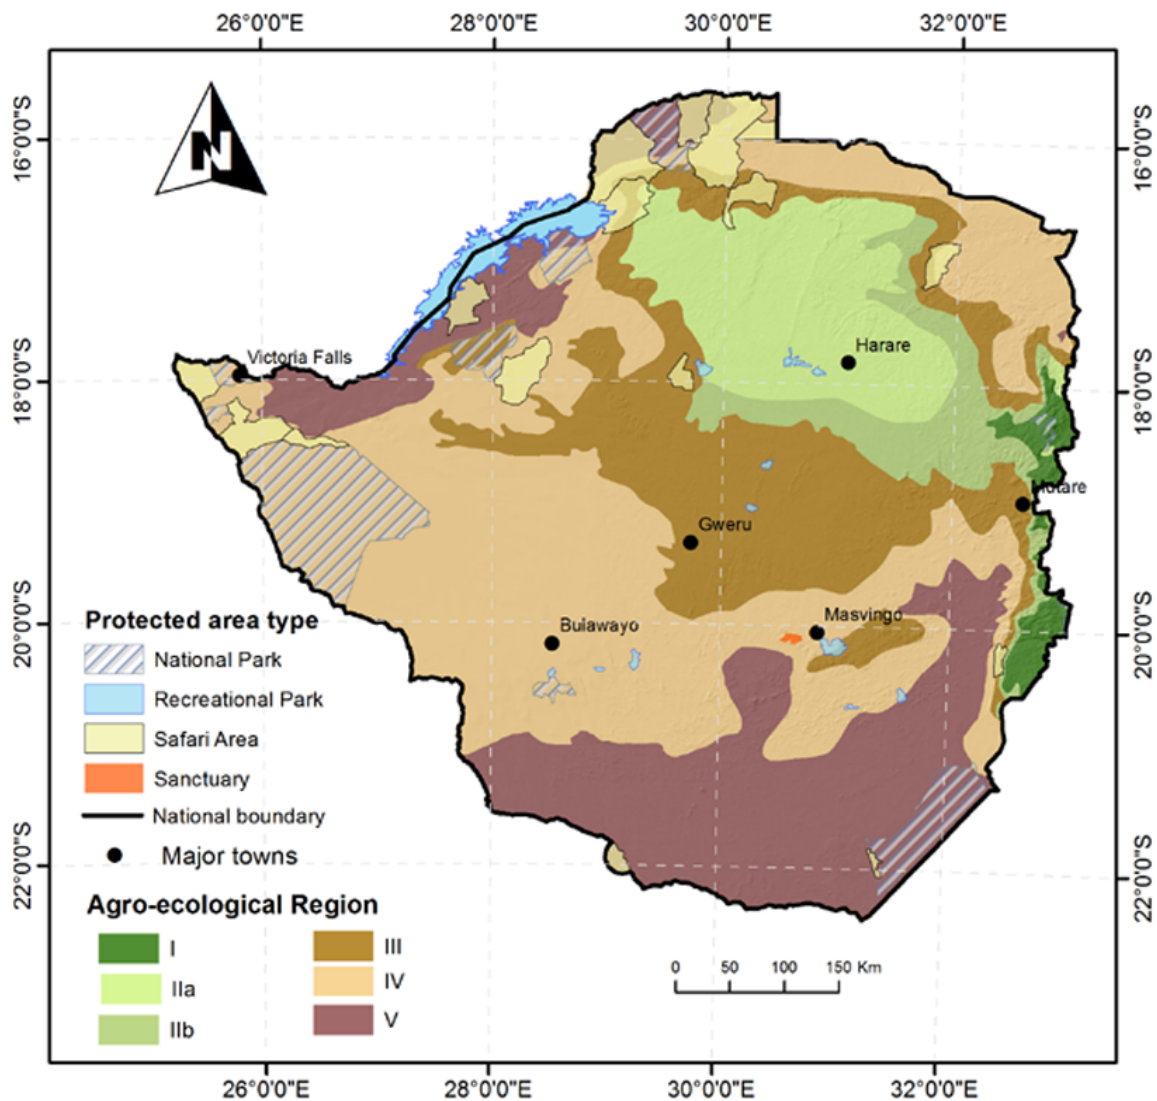 26°0'0"E 28°0'0"E 30°0'0"E 32°0'0"E
16°0'0"S 16°0'0"S
N
Victoria Falls
Harare
18°0'0"S 18°0'0"S
Gweru
Masvingo
Buiawayo
20°0'0"S 20°0'0"S
Protected area type
National Park
Recreational Park
Safari Area
Sanctuary
National boundary
Major towns
22°0'0"S 22°0'0"S
Agro-ecological Region
I III
IIa IV
IIb V
0 50 100 150 Km
26°0'0"E 28°0'0"E 30°0'0"E 32°0'0"E